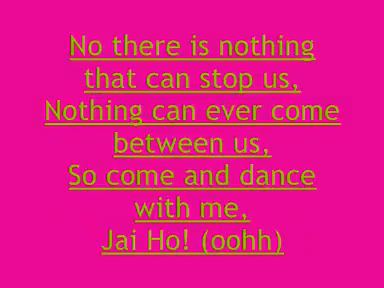 No there is nothing
that can stop us,
Nothing can ever come
between us,
So come and dance
with me,
Jai Ho! (oohh)